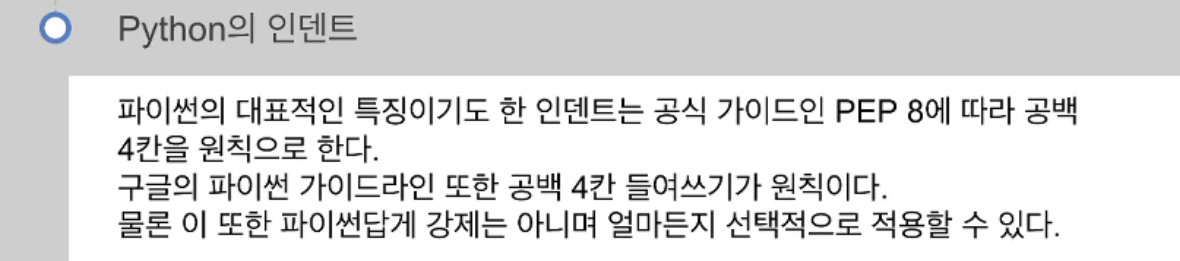 Python의 인덴트
파이썬의 대표적인 특징이기도 한 인덴트는 공식 가이드인 PEP 8에 따라 공백
4칸을 원칙으로 한다.
구글의 파이썬 가이드라인 또한 공백 4칸 들여쓰기가 원칙이다.
물론 이 또한 파이썬답게 강제는 아니며 얼마든지 선택적으로 적용할 수 있다.